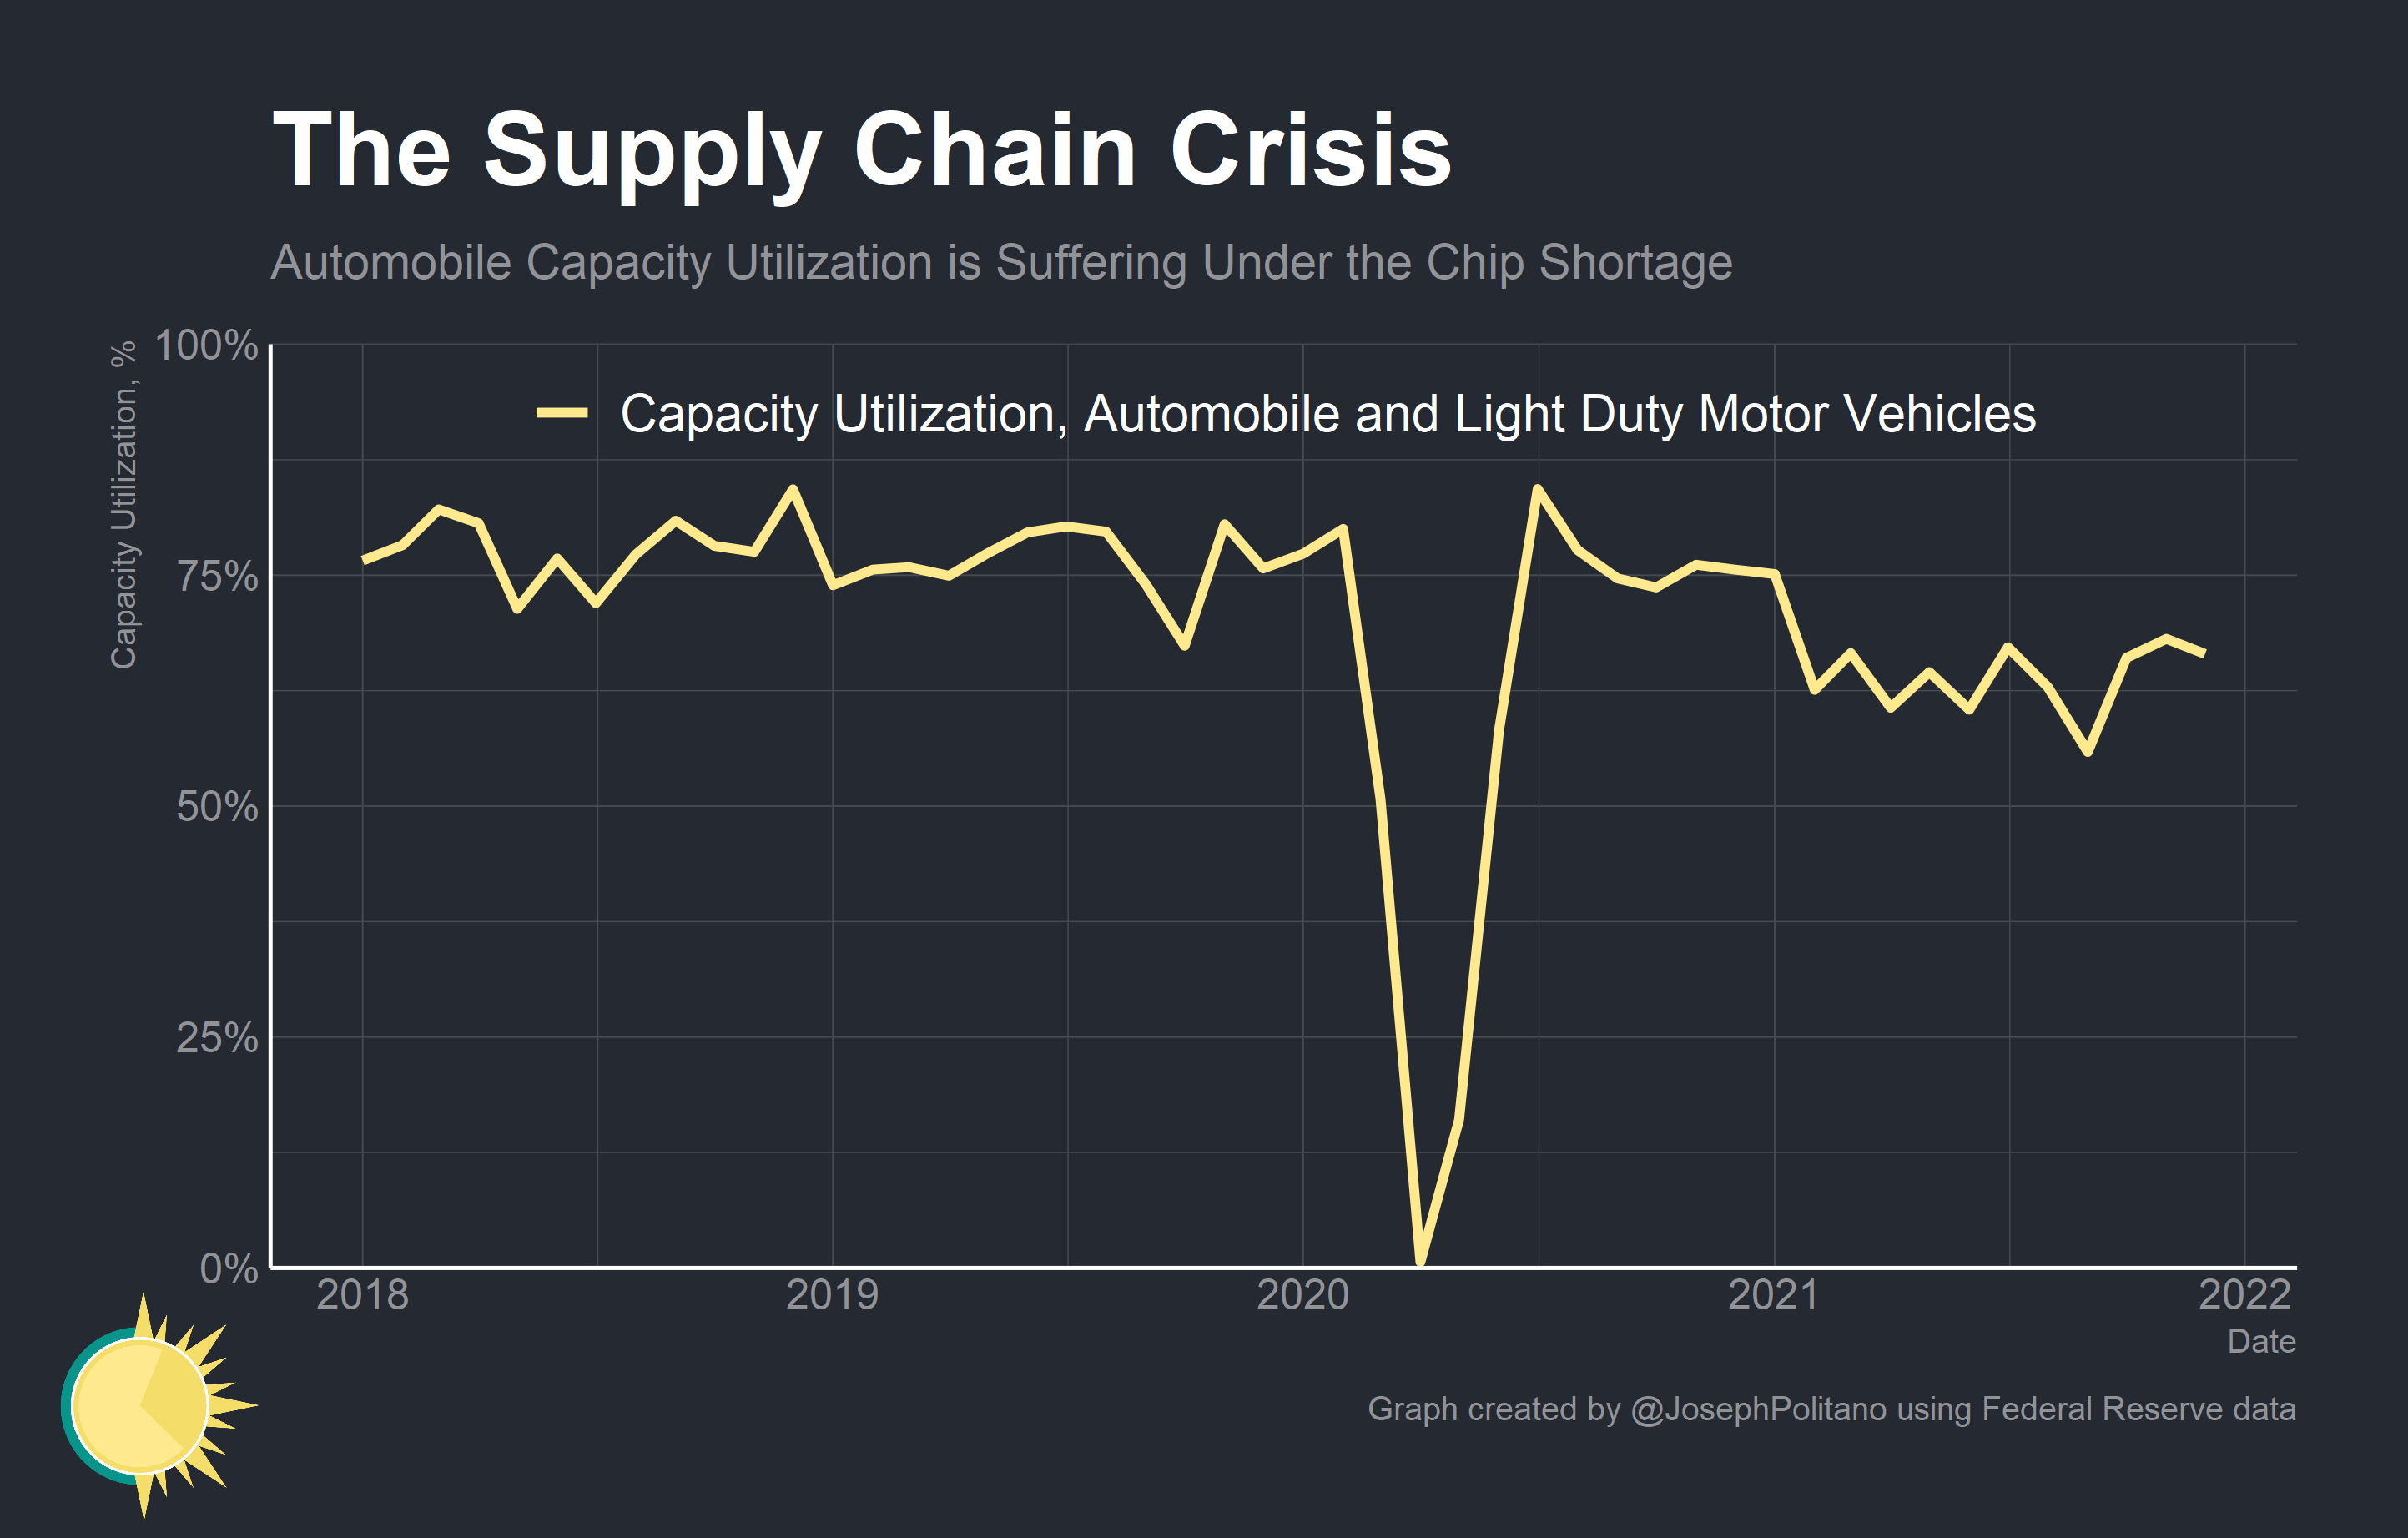 The Supply Chain Crisis
Automobile Capacity Utilization is Suffering Under the Chip Shortage
Capacity Utilization, %
100%
75%
50%
25%
0%
Capacity Utilization, Automobile and Light Duty Motor Vehicles
2018
2019
2020
2021
2022
Date
Graph created by @JosephPolitano using Federal Reserve data